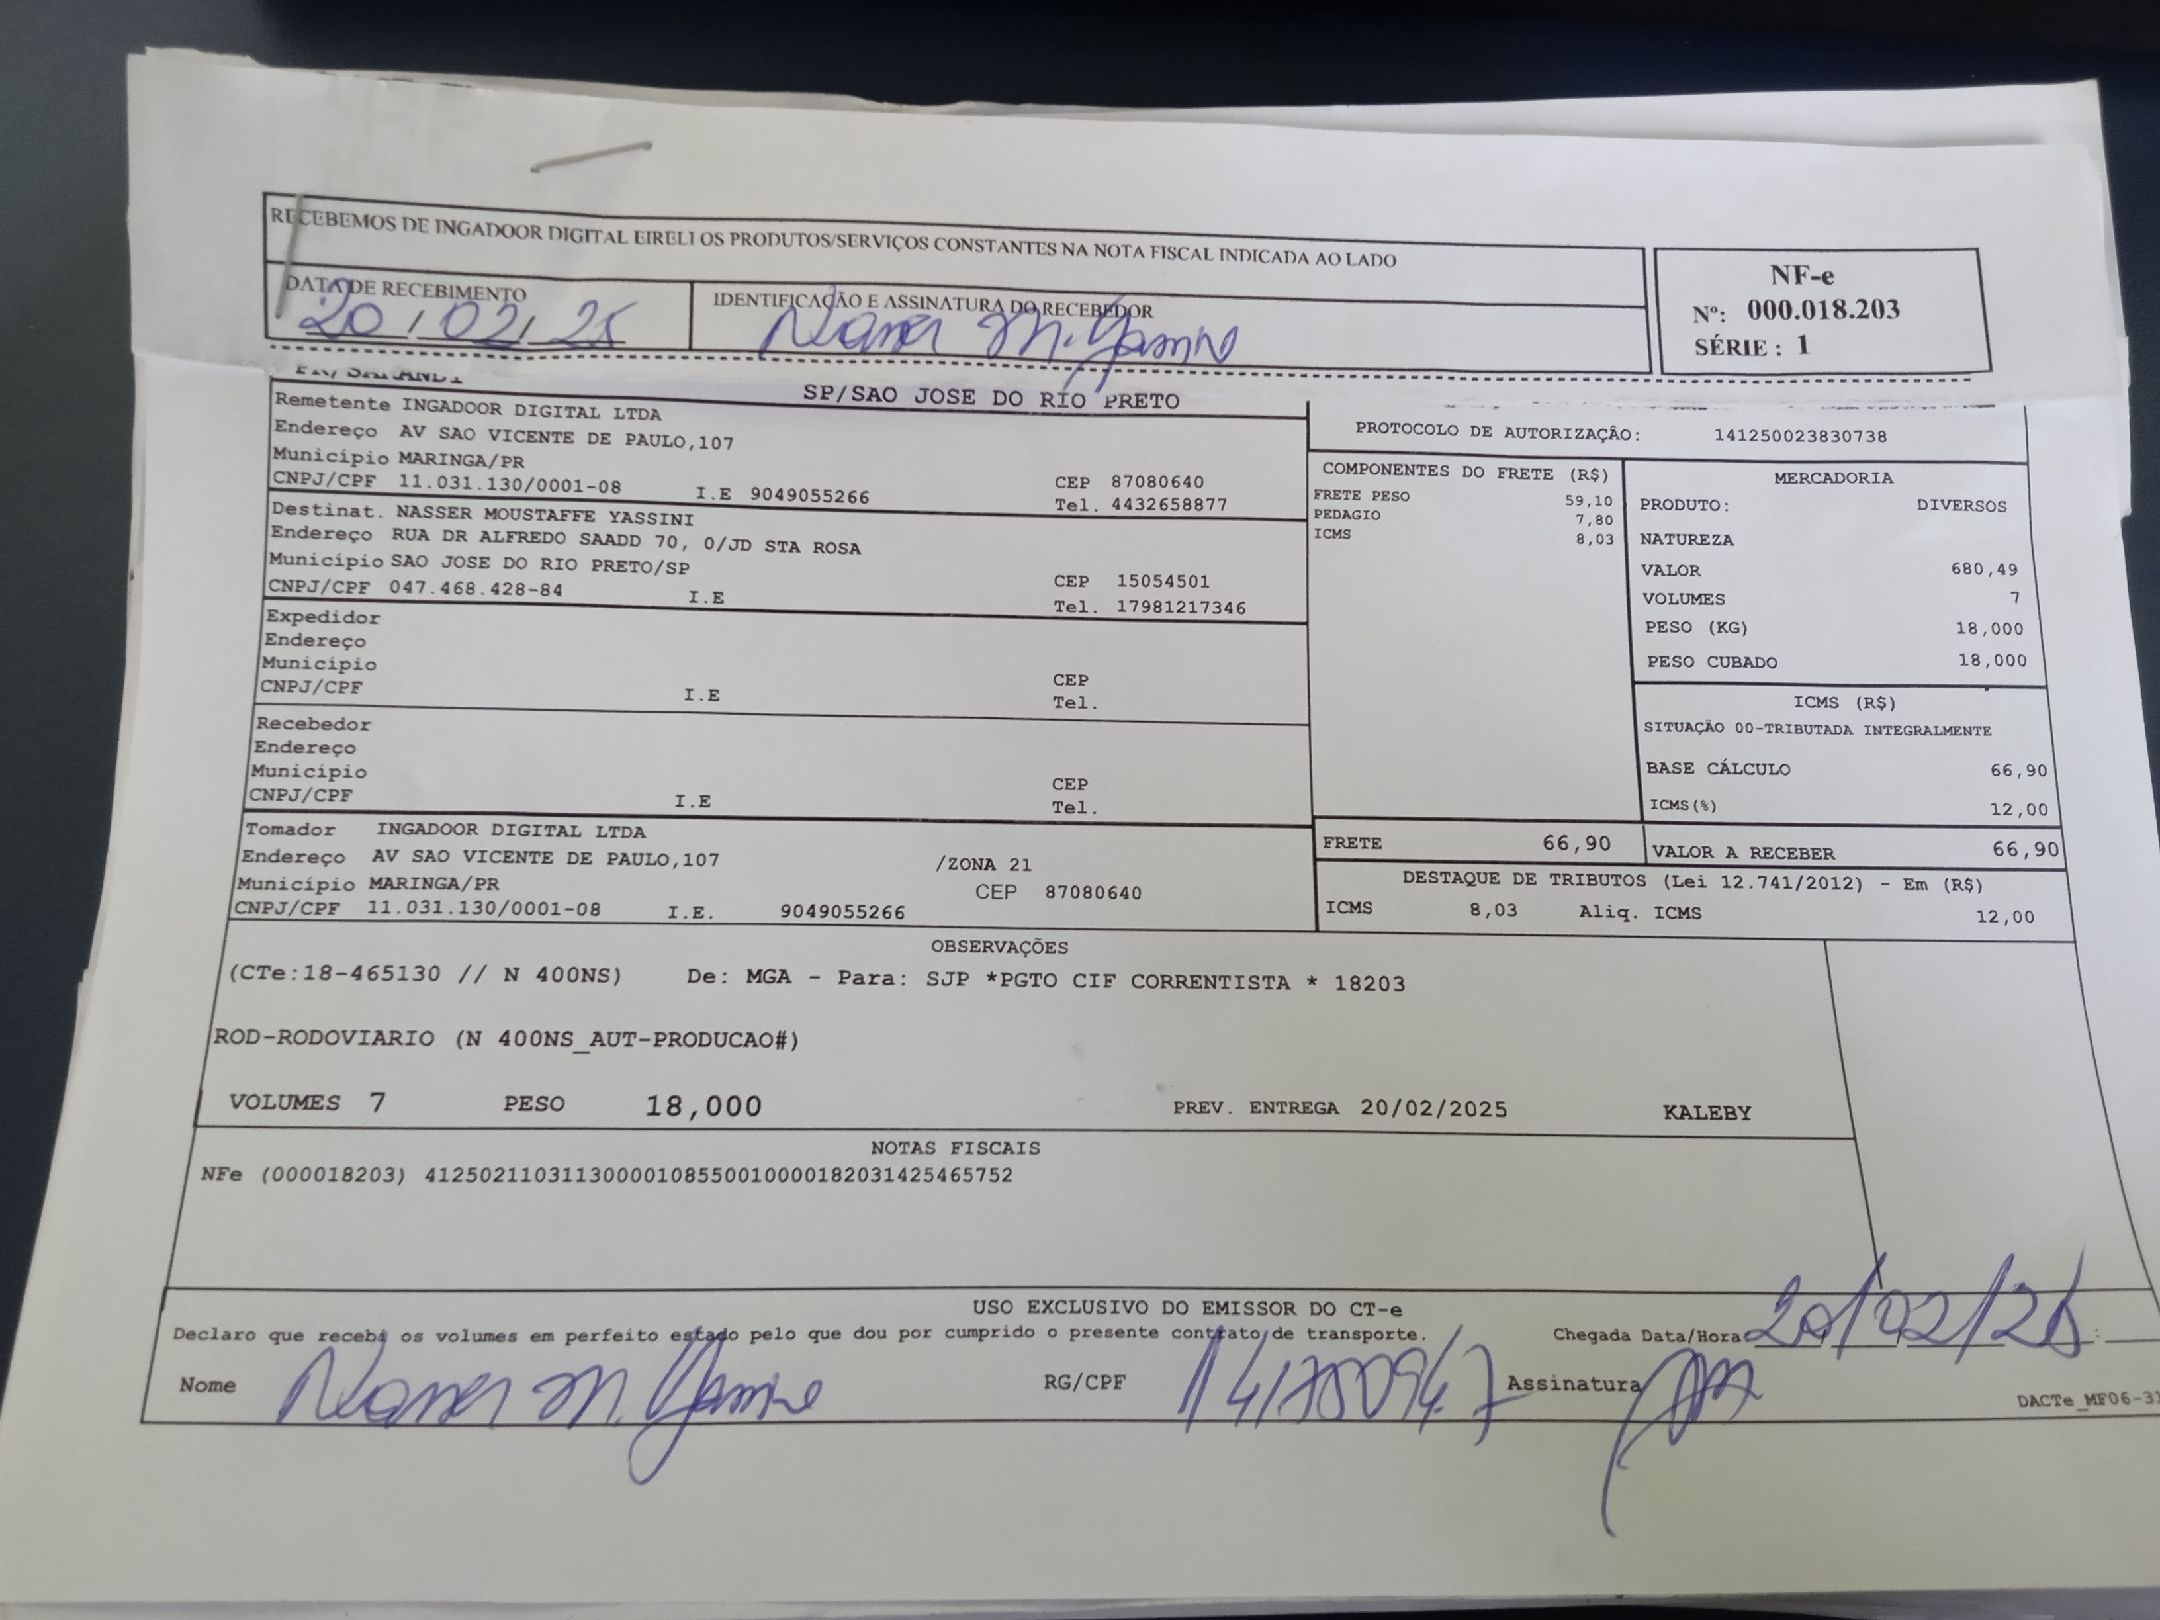 RECEBEMOS DE INGADOOR DIGITAL EIRELI OS PRODUTOS/SERVIÇOS CONSTANTES NA NOTA FISCAL INDICADA AO LADO
DATA DE RECEBIMENTO
20/02/25
IDENTIFICAÇÃO E ASSINATURA DO RECEBEDOR
NF-e
Nº: 000.018.203
SÉRIE: 1
PR/SARANDI
SP/SAO JOSE DO RIO PRETO
Remetente INGADOOR DIGITAL LTDA
Endereço AV SAO VICENTE DE PAULO,107
Município MARINGA/PR
CEP 87080640
CNPJ/CPF 11.031.130/0001-08 I.E 9049055266 Tel. 4432658877
Destinat. NASSER MOUSTAFFE YASSINI
Endereço RUA DR ALFREDO SAADD 70, 0/JD STA ROSA
Município SAO JOSE DO RIO PRETO/SP CEP 15054501
CNPJ/CPF 047.468.428-84 I.E Tel. 17981217346
Expedidor
Endereço
Município CEP
CNPJ/CPF I.E Tel.
Recebedor
Endereço
Município CEP
CNPJ/CPF I.E Tel.
Tomador INGADOOR DIGITAL LTDA
Endereço AV SAO VICENTE DE PAULO,107 /ZONA 21
Município MARINGA/PR CEP 87080640
CNPJ/CPF 11.031.130/0001-08 I.E. 9049055266
PROTOCOLO DE AUTORIZAÇÃO: 141250023830738
COMPONENTES DO FRETE (R$)
FRETE PESO 59,10
PEDAGIO 7,80
ICMS 8,03
MERCADORIA
PRODUTO: DIVERSOS
NATUREZA
VALOR 680,49
VOLUMES 7
PESO (KG) 18,000
PESO CUBADO 18,000
ICMS (R$)
SITUAÇÃO 00-TRIBUTADA INTEGRALMENTE
BASE CÁLCULO 66,90
ICMS(%) 12,00
FRETE 66,90
VALOR A RECEBER 66,90
DESTAQUE DE TRIBUTOS (Lei 12.741/2012) - Em (R$)
ICMS 8,03 Aliq. ICMS 12,00
OBSERVAÇÕES
(CTe:18-465130 // N 400NS) De: MGA - Para: SJP *PGTO CIF CORRENTISTA * 18203
ROD-RODOVIARIO (N 400NS_AUT-PRODUCAO#)
VOLUMES 7 PESO 18,000 PREV. ENTREGA 20/02/2025 KALEBY
NOTAS FISCAIS
NFe (000018203) 41250211031130000108550010000182031425465752
USO EXCLUSIVO DO EMISSOR DO CT-e
Declaro que recebi os volumes em perfeito estado pelo que dou por cumprido o presente contrato de transporte. Chegada Data/Hora 20/02/25 :
Nome RG/CPF Assinatura
DACTe_MF06-31